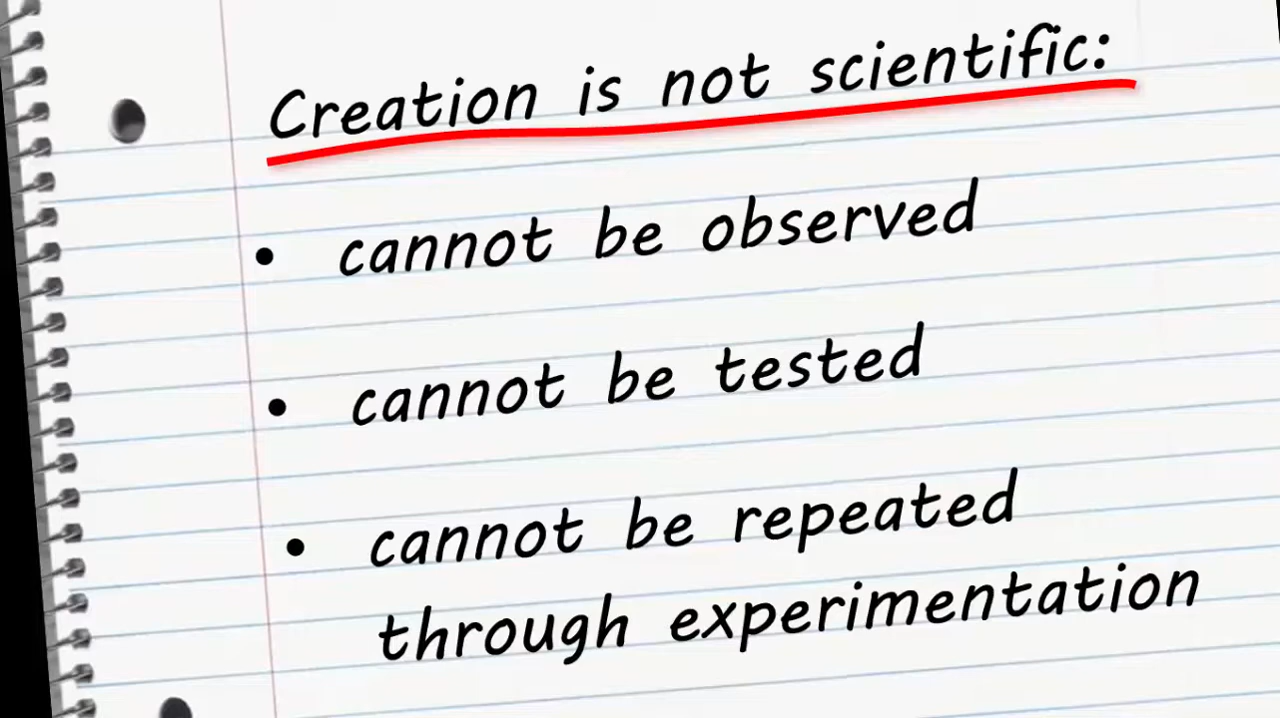 Creation is not scientific:
• cannot be observed
• cannot be tested
• cannot be repeated
through experimentation